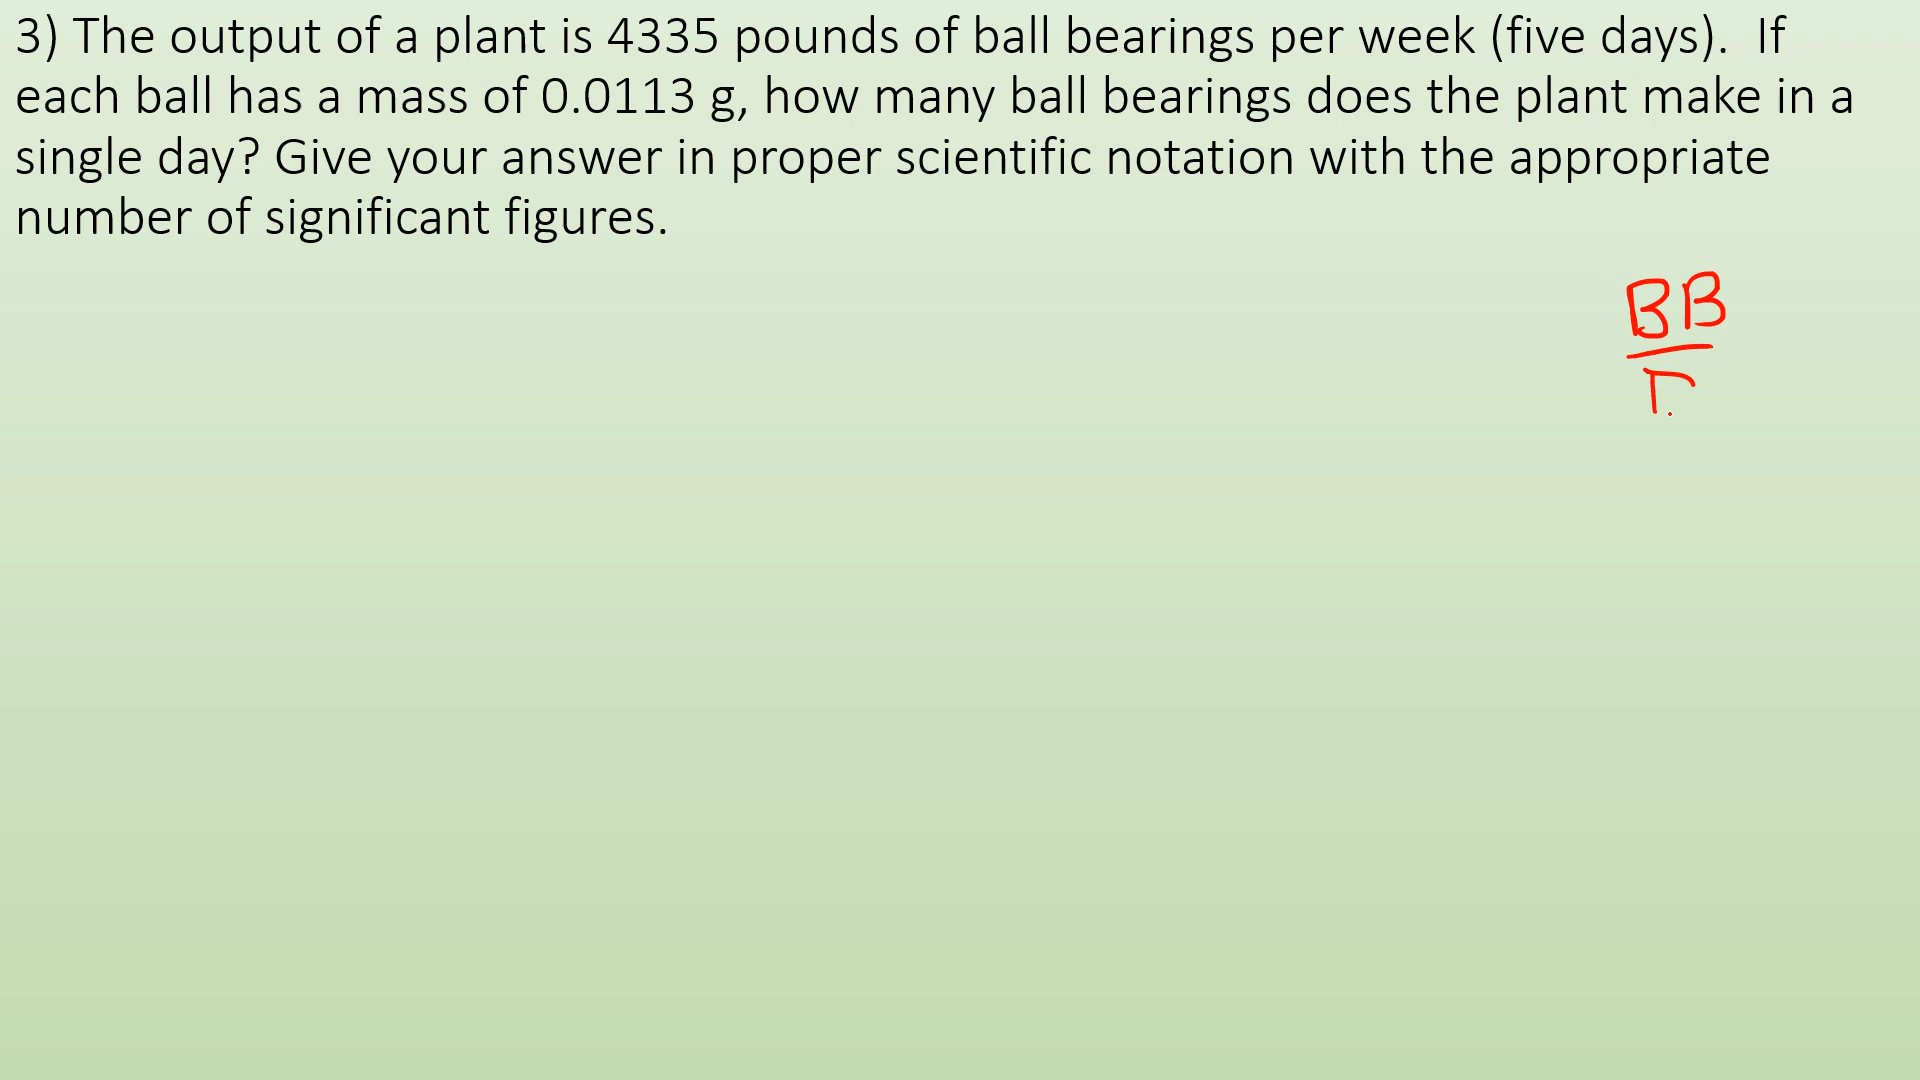 3) The output of a plant is 4335 pounds of ball bearings per week (five days).  If
each ball has a mass of 0.0113 g, how many ball bearings does the plant make in a
single day? Give your answer in proper scientific notation with the appropriate
number of significant figures.
BB